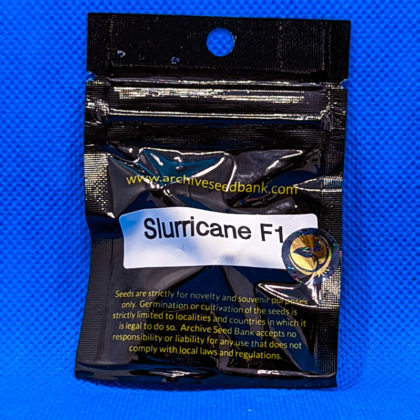 www.archiveseedbank.com
Slurricane F1
Seeds are strictly for novelty and souvenir purposes
only. Germination or cultivation of the seeds is
strictly limited to localities and countries in which it
is legal to do so. Archive Seed Bank accepts no
responsibility or liability for any use that does not
comply with local laws and regulations.